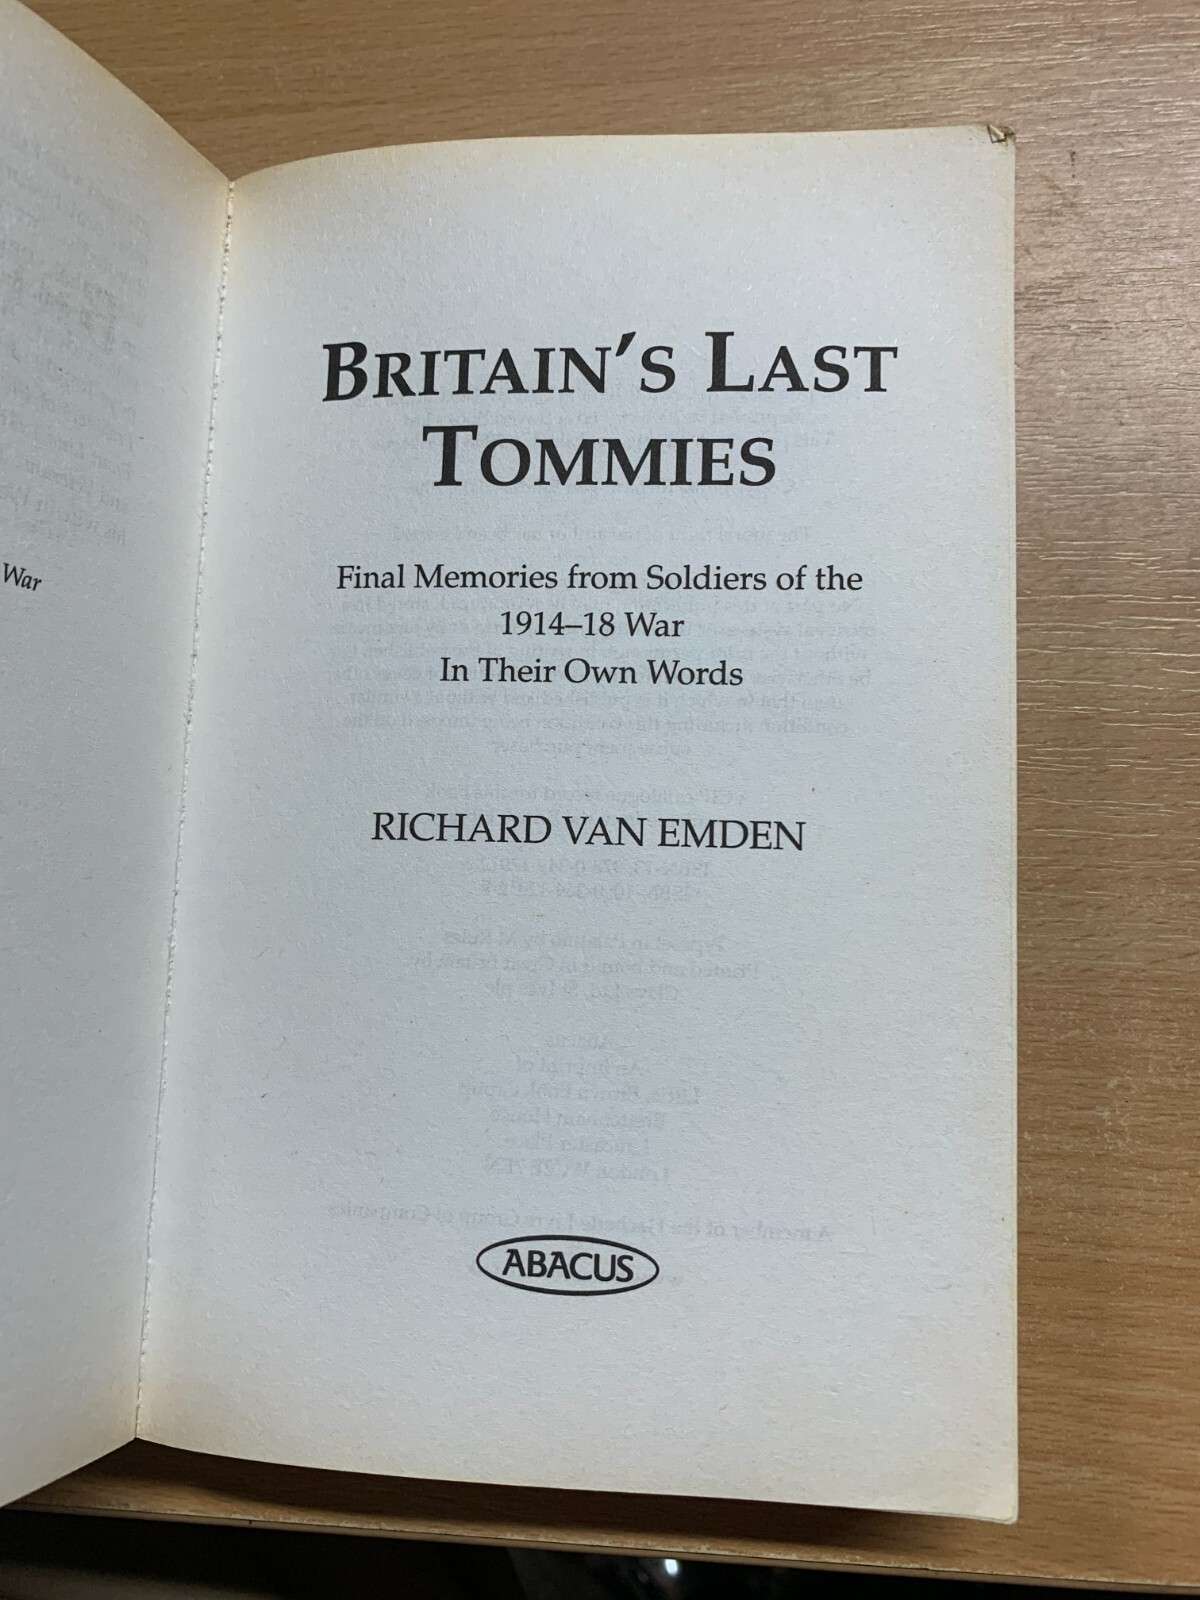 War
BRITAIN'S LAST
TOMMIES
Final Memories from Soldiers of the
1914–18 War
In Their Own Words
RICHARD VAN EMDEN
ABACUS